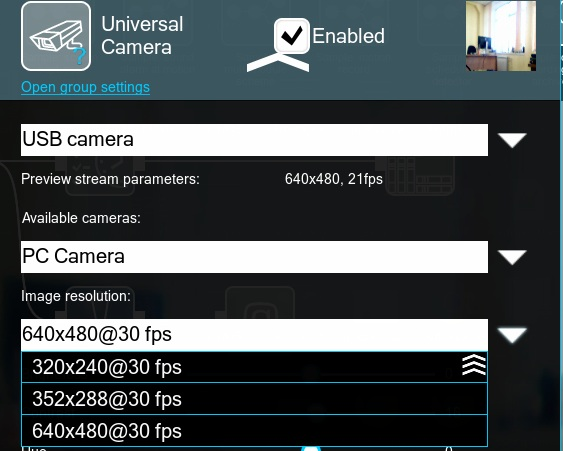 Universal
Camera
Enabled
Open group settings
USB camera
Preview stream parameters: 640x480, 21fps
Available cameras:
PC Camera
Image resolution:
640x480@30 fps
320x240@30 fps
352x288@30 fps
640x480@30 fps